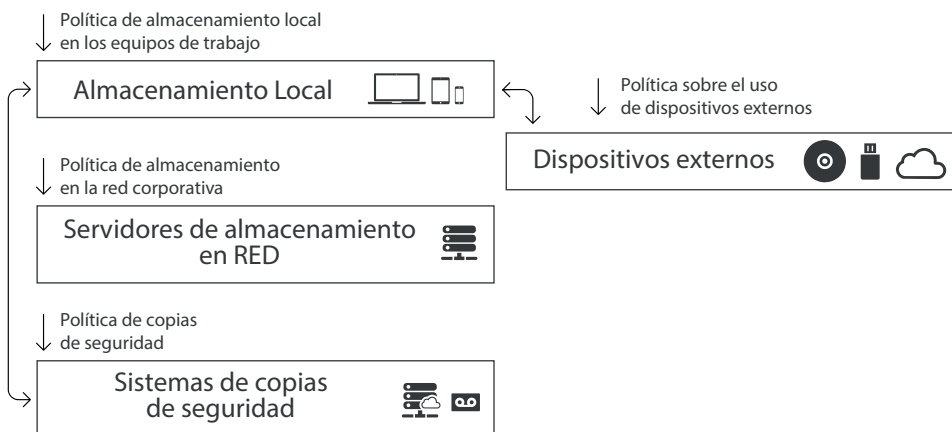 Política de almacenamiento local
en los equipos de trabajo
Almacenamiento Local
Política sobre el uso
de dispositivos externos
Dispositivos externos
Política de almacenamiento
en la red corporativa
Servidores de almacenamiento
en RED
Política de copias
de seguridad
Sistemas de copias
de seguridad